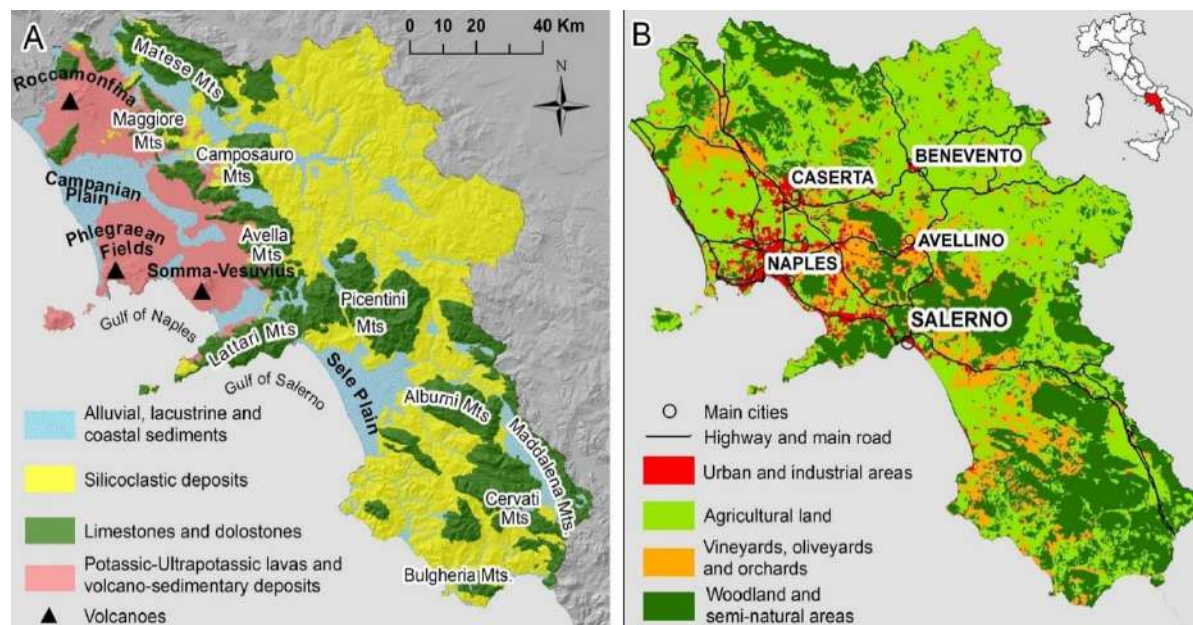 A
0 20 40 Km
N
Matese Mts
Roccamonfina
Maggiore
Mts
Camposauro
Mts
Campanian
Plain
Phlegraean
Fields
Avella
Mts
Somma-Vesuvius
Picentini
Mts
Gulf of Naples
Lattari Mts
Gulf of Salerno
Sele Plain
Alburni Mts
Maddalena Mts.
Cervati
Mts
Bulgheria Mts.
Alluvial, lacustrine and
coastal sediments
Silicoclastic deposits
Limestones and dolostones
Potassic-Ultrapotassic lavas and
volcano-sedimentary deposits
Volcanoes
B
BENEVENTO
CASERTA
AVELLINO
NAPLES
SALERNO
Main cities
Highway and main road
Urban and industrial areas
Agricultural land
Vineyards, oliveyards
and orchards
Woodland and
semi-natural areas